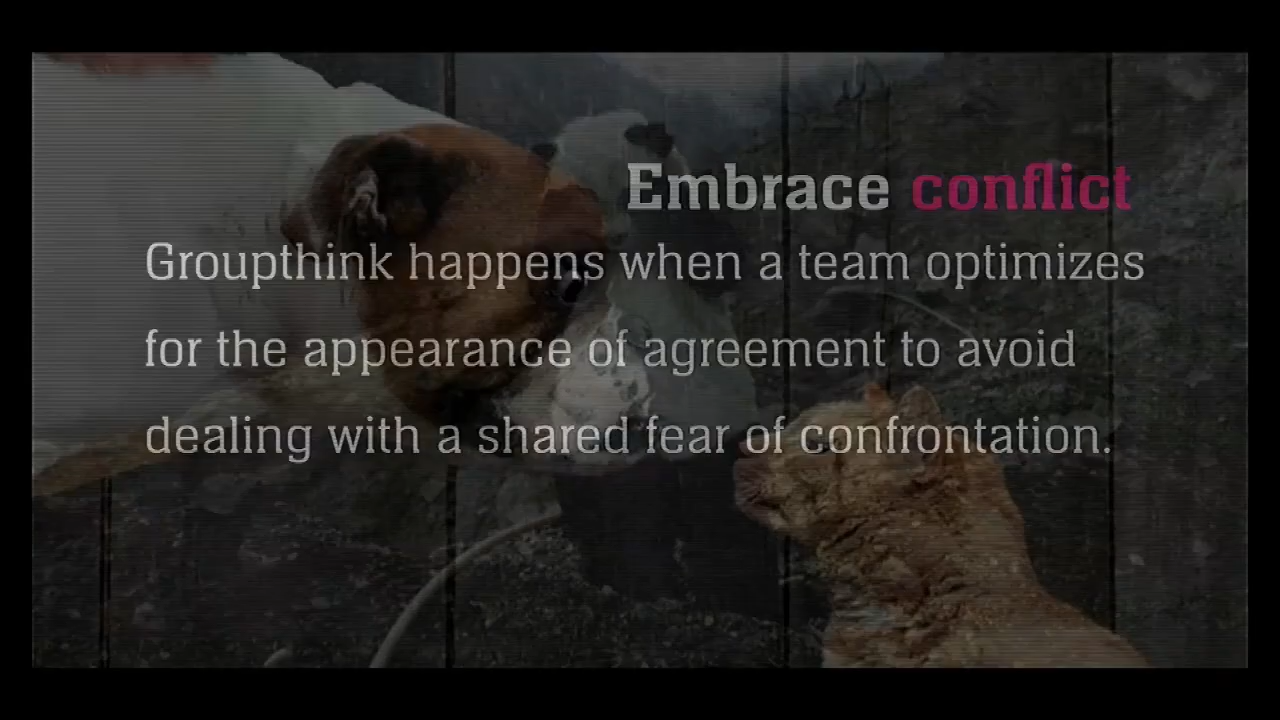 Embrace conflict
Groupthink happens when a team optimizes
for the appearance of agreement to avoid
dealing with a shared fear of confrontation.